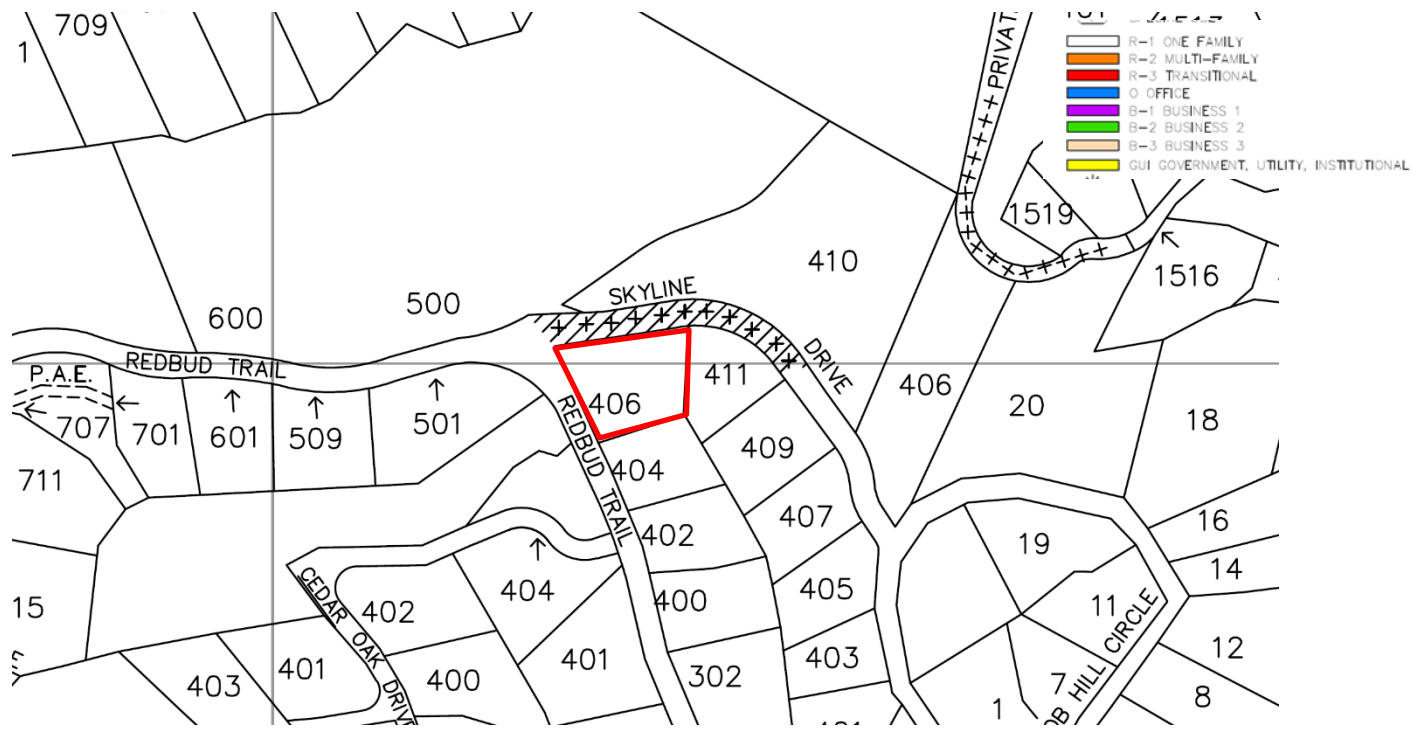 709
1
PRIVAT
R-1 ONE FAMILY
R-2 MULTI-FAMILY
R-3 TRANSITIONAL
O OFFICE
B-1 BUSINESS 1
B-2 BUSINESS 2
B-3 BUSINESS 3
GUI GOVERNMENT, UTILITY, INSTITUTIONAL
1519
410
1516
SKYLINE
DRIVE
500
600
REDBUD TRAIL
P.A.E.
411
406
406
20
18
707
701
601
509
501
REDBUD TRAIL
409
711
404
407
16
402
19
14
404
405
15
402
400
11
CEDAR OAK DRIVE
401
403
12
401
403
400
302
7
8
1
OB HILL CIRCLE